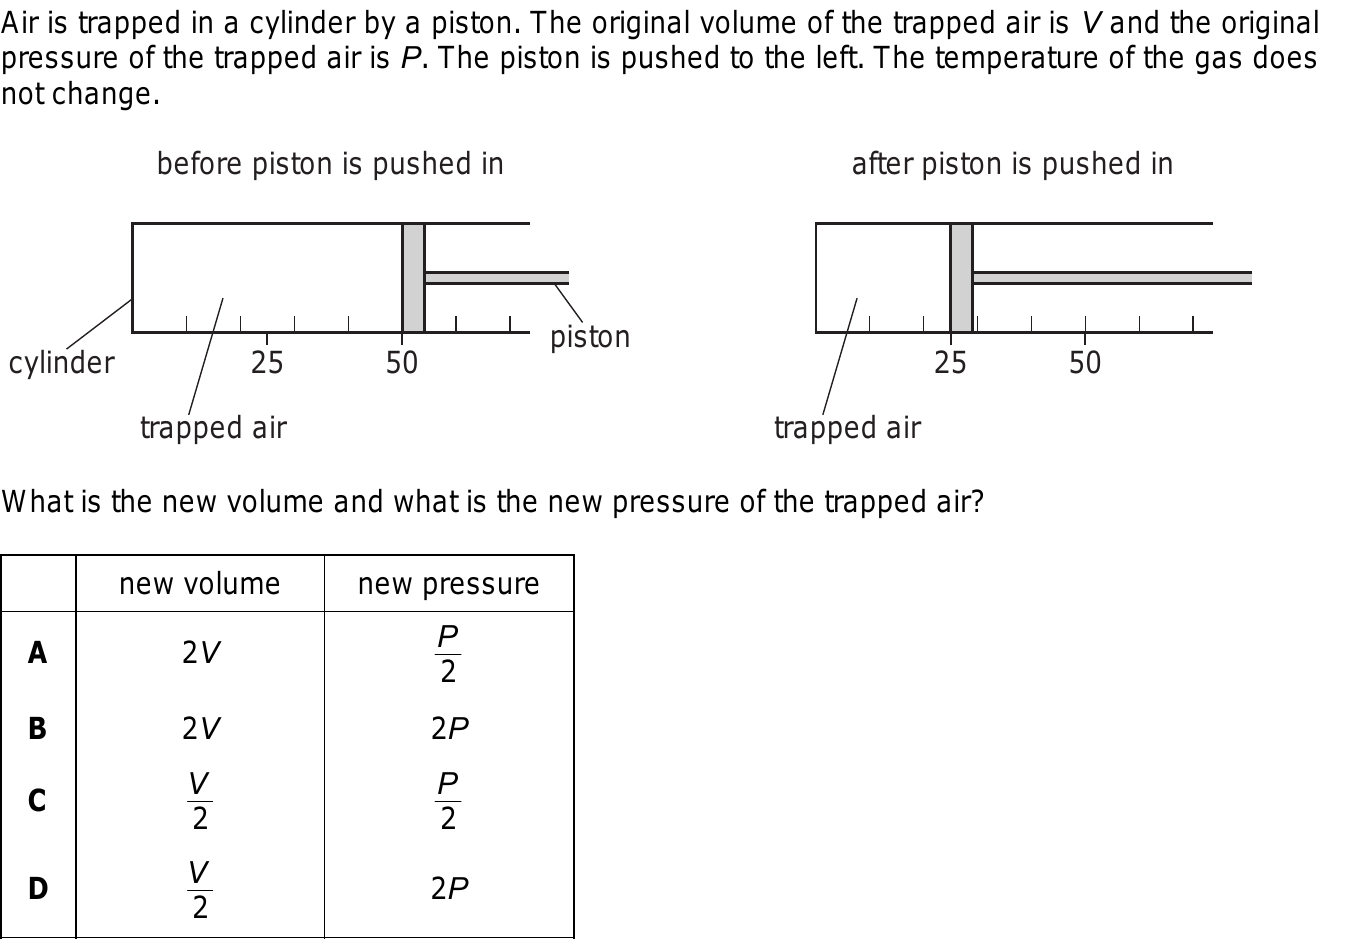 Air is trapped in a cylinder by a piston. The original volume of the trapped air is V and the original
pressure of the trapped air is P. The piston is pushed to the left. The temperature of the gas does
not change.
before piston is pushed in
after piston is pushed in
cylinder
25
50
piston
trapped air
25
50
trapped air
What is the new volume and what is the new pressure of the trapped air?
new volume new pressure
A 2V P/2
B 2V 2P
C V/2 P/2
D V/2 2P